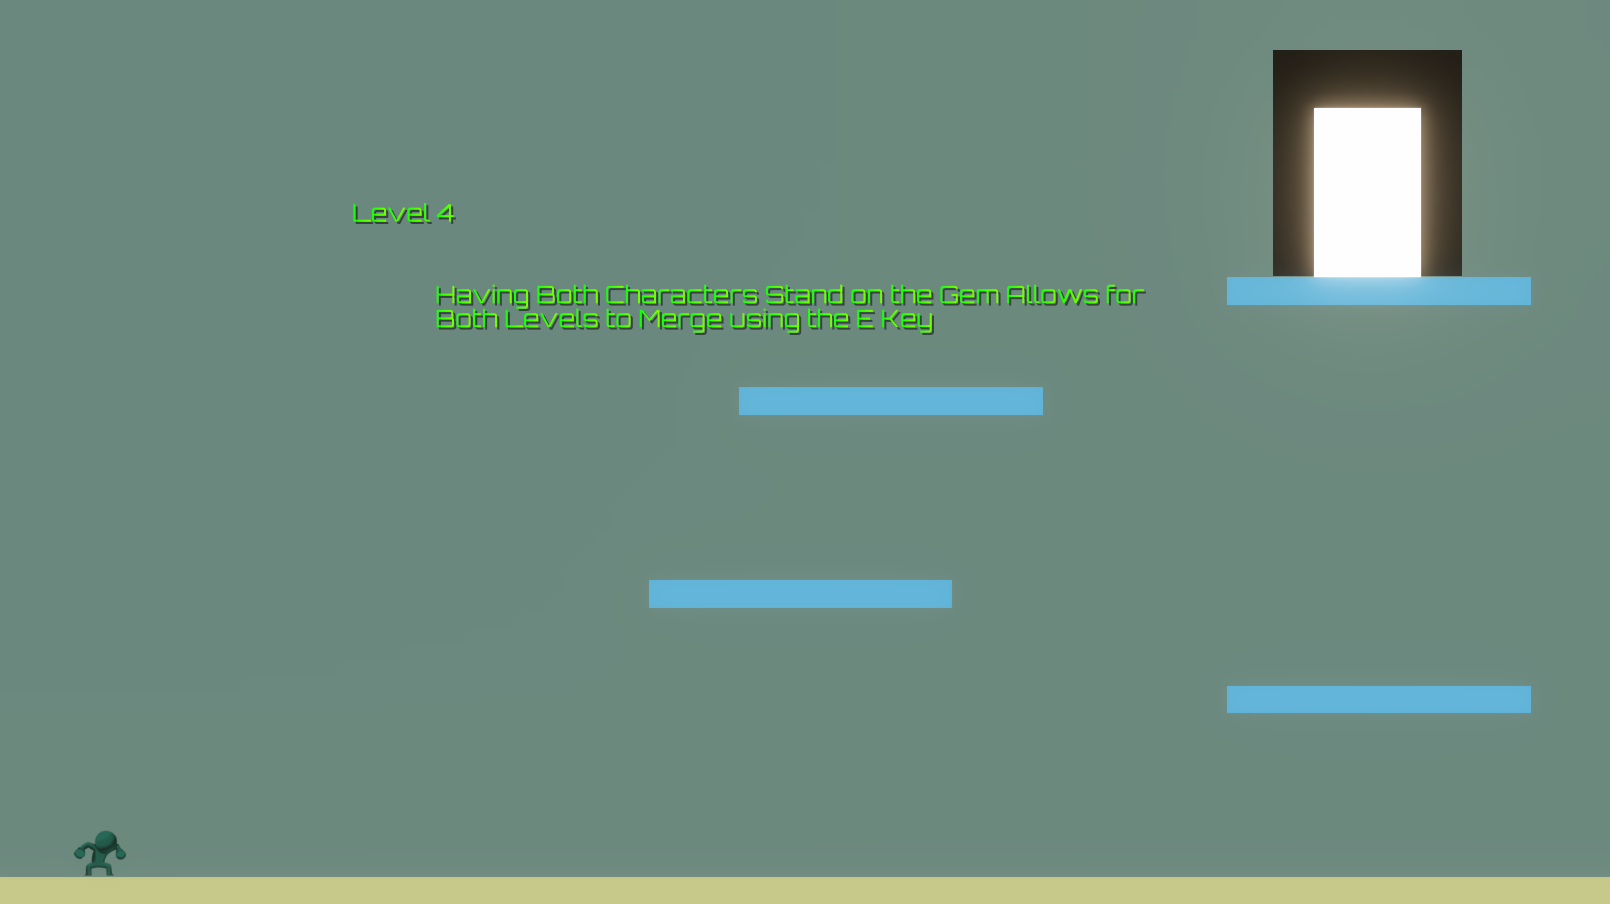 Level 4
Having Both Characters Stand on the Gem Allows for
Both Levels to Merge using the E Key